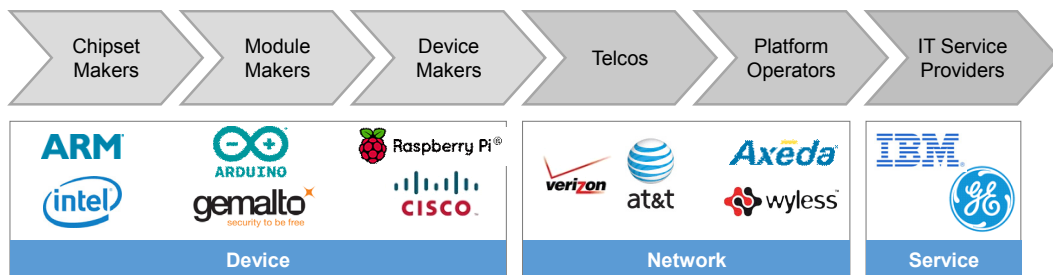 Chipset
Makers
Module
Makers
Device
Makers
Telcos
Platform
Operators
IT Service
Providers
ARM
intel
ARDUINO
gemalto
security to be free
Raspberry Pi®
CISCO
verizon
at&t
Axeda
wyless
IBM
GE
Device
Network
Service